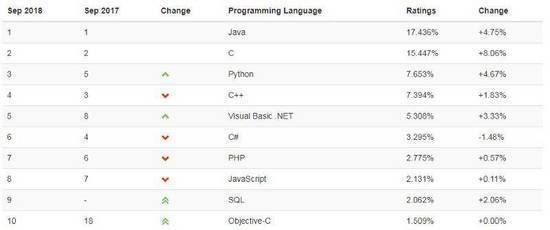 Sep 2018 Sep 2017 Change Programming Language Ratings Change
1 1 Java 17.436% +4.75%
2 2 C 15.447% +8.06%
3 5 Python 7.653% +4.67%
4 3 C++ 7.394% +1.83%
5 8 Visual Basic .NET 5.308% +3.33%
6 4 C# 3.295% -1.48%
7 6 PHP 2.775% +0.57%
8 7 JavaScript 2.131% +0.11%
9 - SQL 2.062% +2.06%
10 18 Objective-C 1.509% +0.00%